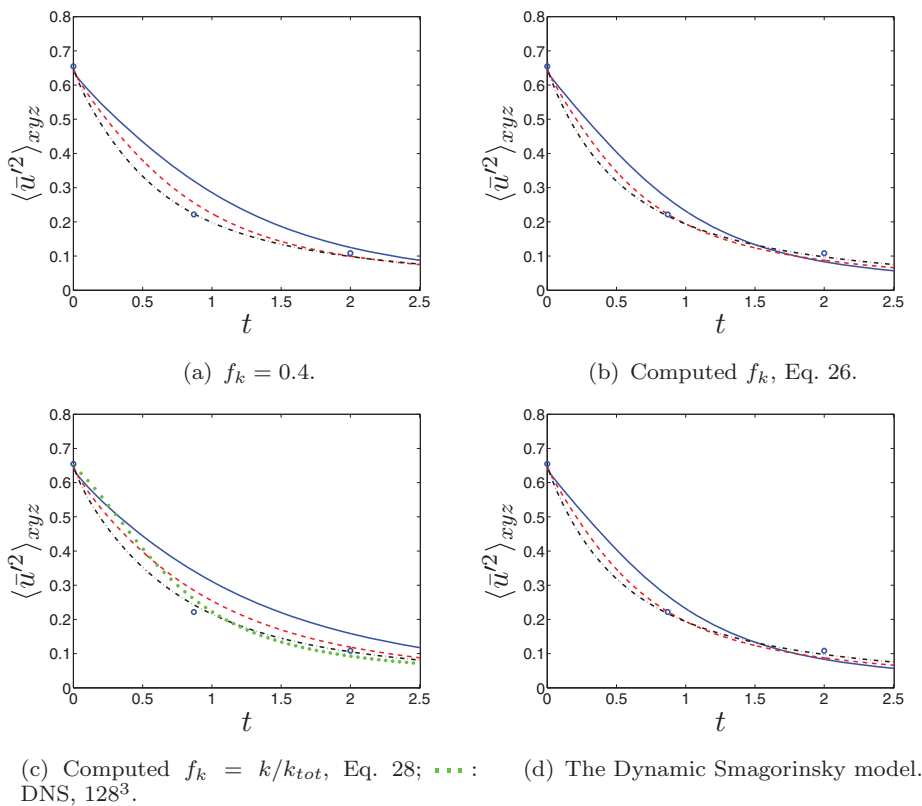 0.8
0.7
0.6
0.5
0.4
0.3
0.2
0.1
0
⟨ū′²⟩xyz
0 0.5 1 1.5 2 2.5
t
(a) fk = 0.4.
0.8
0.7
0.6
0.5
0.4
0.3
0.2
0.1
0
⟨ū′²⟩xyz
0 0.5 1 1.5 2 2.5
t
(b) Computed fk, Eq. 26.
0.8
0.7
0.6
0.5
0.4
0.3
0.2
0.1
0
⟨ū′²⟩xyz
0 0.5 1 1.5 2 2.5
t
(c) Computed fk = k/ktot, Eq. 28; :
DNS, 128³.
0.8
0.7
0.6
0.5
0.4
0.3
0.2
0.1
0
⟨ū′²⟩xyz
0 0.5 1 1.5 2 2.5
t
(d) The Dynamic Smagorinsky model.